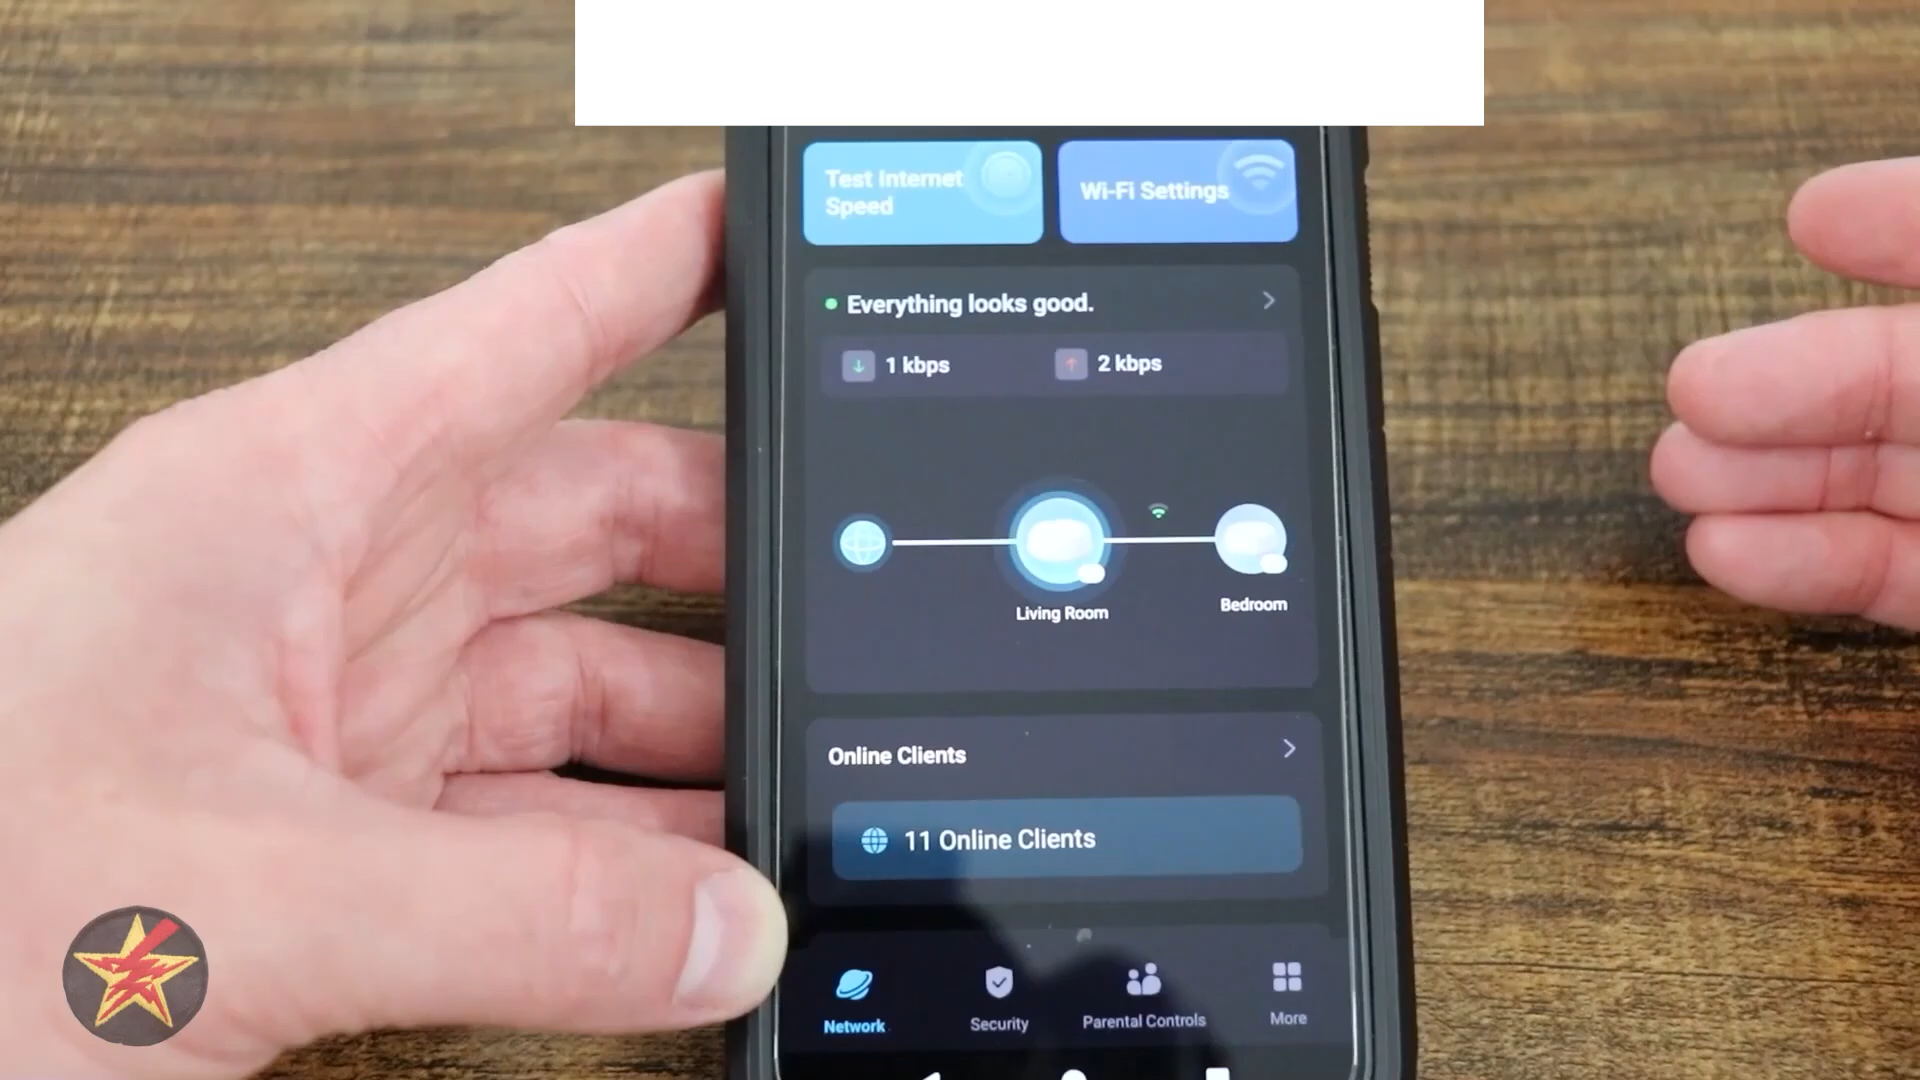 Test Internet
Speed
Wi-Fi Settings
Everything looks good.
1 kbps
2 kbps
Living Room
Bedroom
Online Clients
11 Online Clients
Network
Security
Parental Controls
More